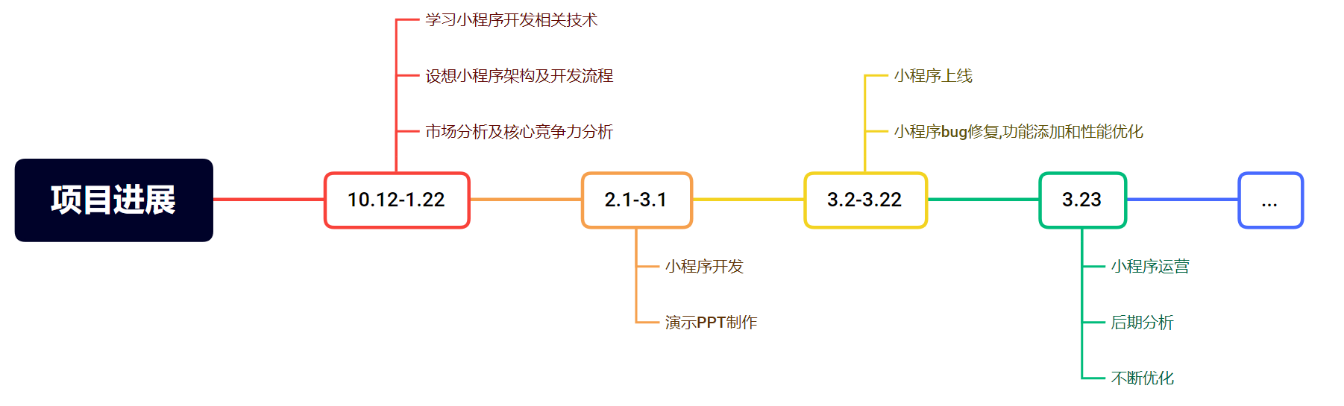 项目进展
10.12-1.22
学习小程序开发相关技术
设想小程序架构及开发流程
市场分析及核心竞争力分析
2.1-3.1
小程序开发
演示PPT制作
3.2-3.22
小程序上线
小程序bug修复,功能添加和性能优化
3.23
小程序运营
后期分析
不断优化
...